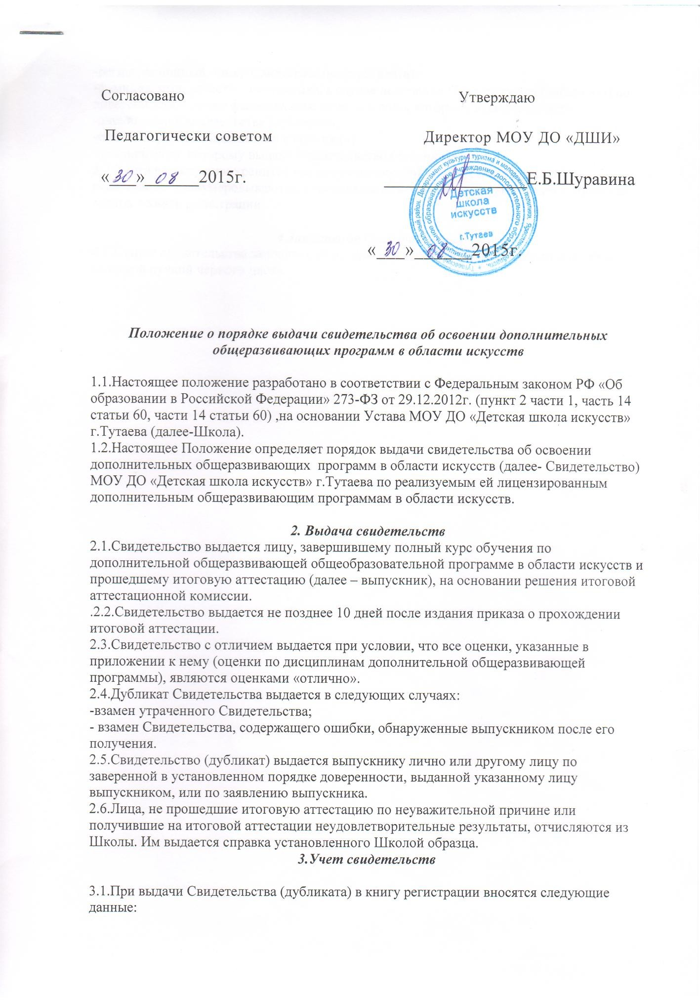 Согласовано Утверждаю
Педагогически советом Директор МОУ ДО «ДШИ»
«30» 08 2015г. Е.Б.Шуравина
Детская
школа
искусств
г.Тутаев
«30» 08 2015г.
Положение о порядке выдачи свидетельства об освоении дополнительных
общеразвивающих программ в области искусств
1.1.Настоящее положение разработано в соответствии с Федеральным законом РФ «Об
образовании в Российской Федерации» 273-ФЗ от 29.12.2012г. (пункт 2 части 1, часть 14
статьи 60, части 14 статьи 60) ,на основании Устава МОУ ДО «Детская школа искусств»
г.Тутаева (далее-Школа).
1.2.Настоящее Положение определяет порядок выдачи свидетельства об освоении
дополнительных общеразвивающих программ в области искусств (далее- Свидетельство)
МОУ ДО «Детская школа искусств» г.Тутаева по реализуемым ей лицензированным
дополнительным общеразвивающим программам в области искусств.
2. Выдача свидетельств
2.1.Свидетельство выдается лицу, завершившему полный курс обучения по
дополнительной общеразвивающей общеобразовательной программе в области искусств и
прошедшему итоговую аттестацию (далее – выпускник), на основании решения итоговой
аттестационной комиссии.
.2.2.Свидетельство выдается не позднее 10 дней после издания приказа о прохождении
итоговой аттестации.
2.3.Свидетельство с отличием выдается при условии, что все оценки, указанные в
приложении к нему (оценки по дисциплинам дополнительной общеразвивающей
программы), являются оценками «отлично».
2.4.Дубликат Свидетельства выдается в следующих случаях:
-взамен утраченного Свидетельства;
- взамен Свидетельства, содержащего ошибки, обнаруженные выпускником после его
получения.
2.5.Свидетельство (дубликат) выдается выпускнику лично или другому лицу по
заверенной в установленном порядке доверенности, выданной указанному лицу
выпускником, или по заявлению выпускника.
2.6.Лица, не прошедшие итоговую аттестацию по неуважительной причине или
получившие на итоговой аттестации неудовлетворительные результаты, отчисляются из
Школы. Им выдается справка установленного Школой образца.
3.Учет свидетельств
3.1.При выдачи Свидетельства (дубликата) в книгу регистрации вносятся следующие
данные: